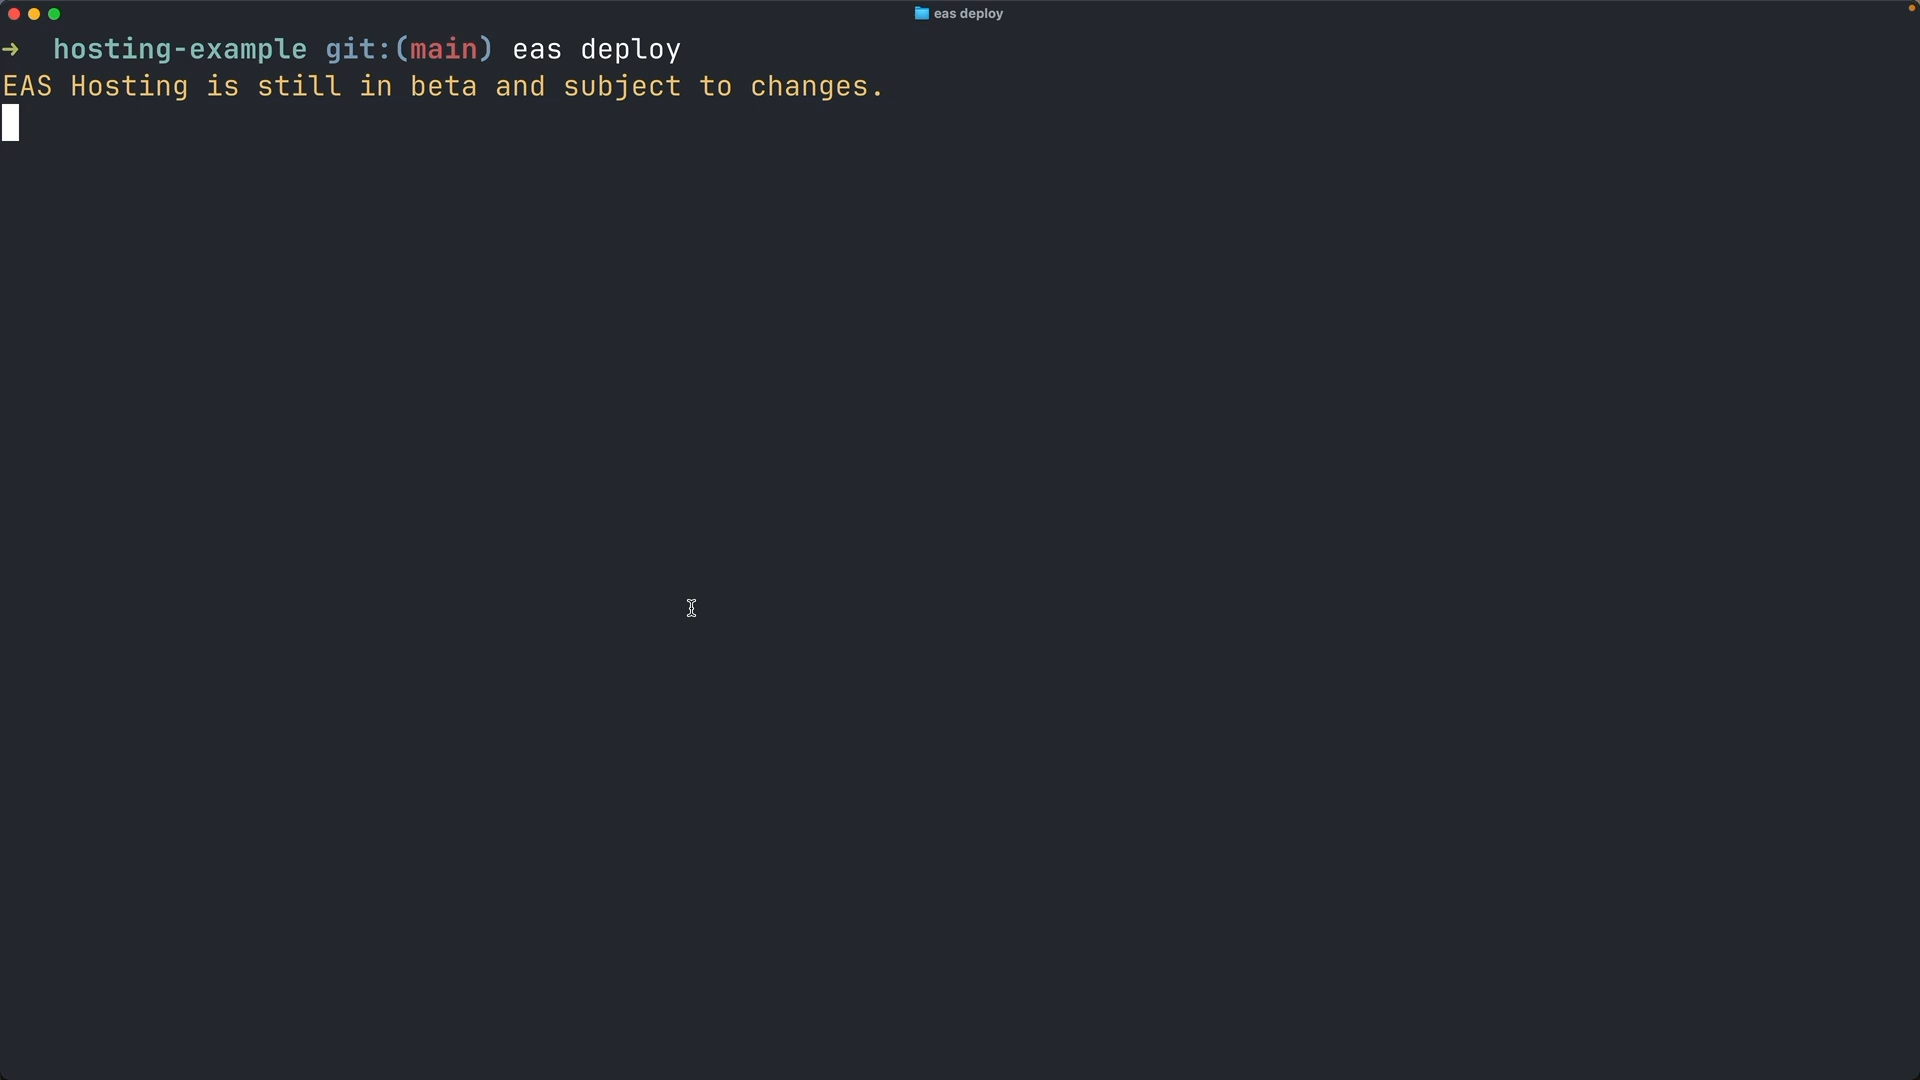 eas deploy
➜ hosting-example git:(main) eas deploy
EAS Hosting is still in beta and subject to changes.